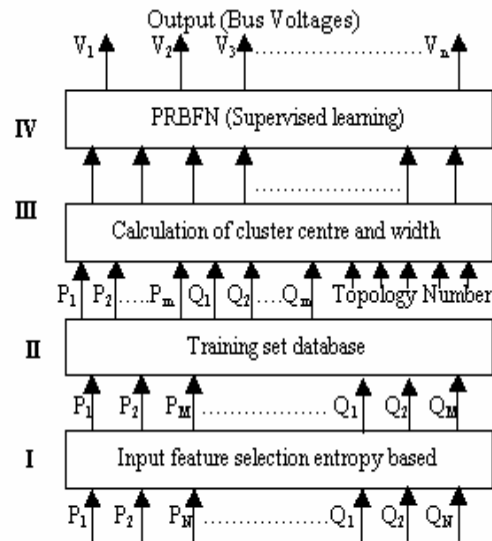 Output (Bus Voltages)
V1 V2 V3 ........................ Vn
IV
PRBFN (Supervised learning)
........................
III
Calculation of cluster centre and width
P1 P2 .....Pm Q1 Q2 .....Qm Topology Number
II
Training set database
P1 P2 PM ........................ Q1 Q2 QM
I
Input feature selection entropy based
P1 P2 PN ........................ Q1 Q2 QN